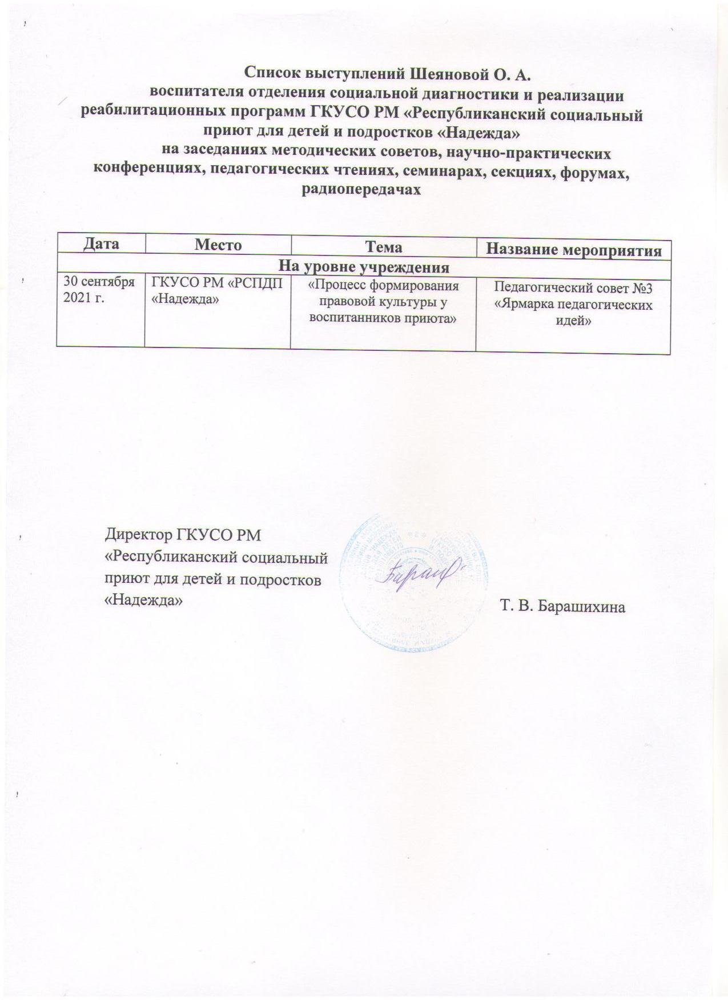 Список выступлений Шеяновой О. А.
воспитателя отделения социальной диагностики и реализации
реабилитационных программ ГКУСО РМ «Республиканский социальный
приют для детей и подростков «Надежда»
на заседаниях методических советов, научно-практических
конференциях, педагогических чтениях, семинарах, секциях, форумах,
радиопередачах
Дата Место Тема Название мероприятия
На уровне учреждения
30 сентября ГКУСО РМ «РСПДП «Процесс формирования Педагогический совет №3
2021 г. «Надежда» правовой культуры у «Ярмарка педагогических
воспитанников приюта» идей»
Директор ГКУСО РМ
«Республиканский социальный
приют для детей и подростков
«Надежда»
Т. В. Барашихина